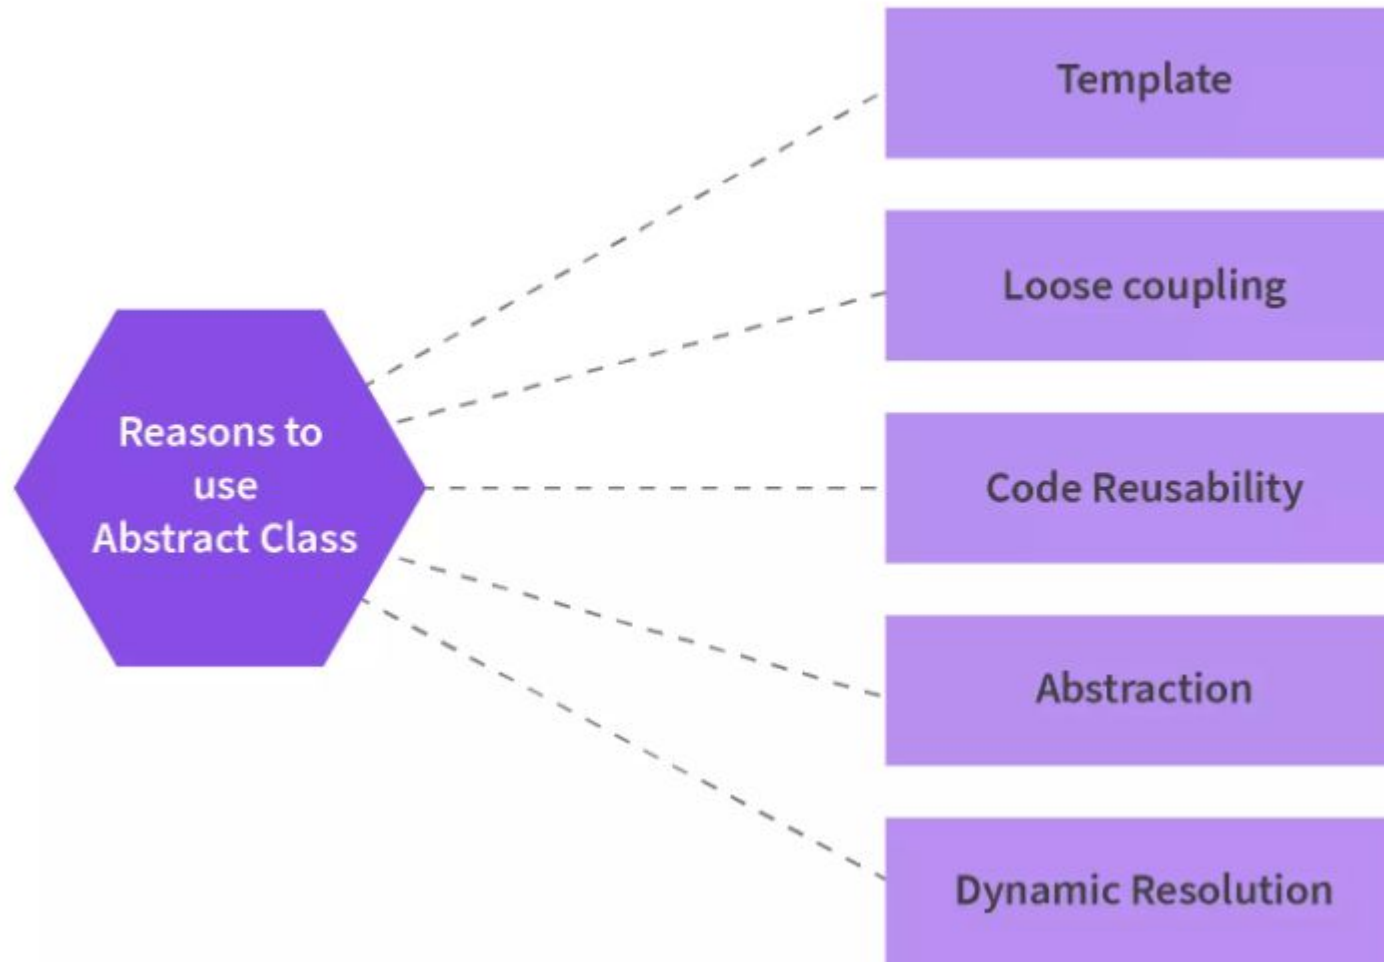 Reasons to
use
Abstract Class
Template
Loose coupling
Code Reusability
Abstraction
Dynamic Resolution